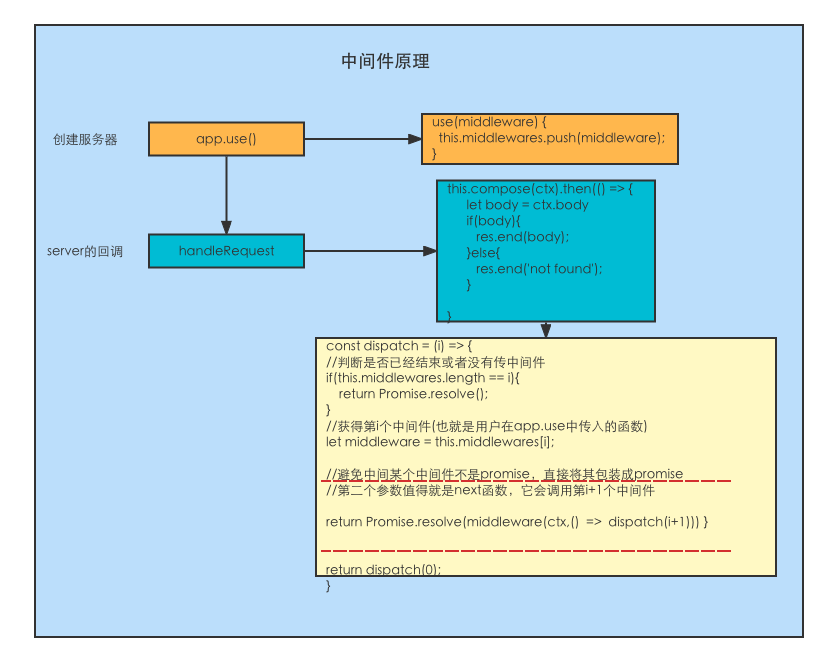 中间件原理
创建服务器
app.use()
use(middleware) {
this.middlewares.push(middleware);
}
server的回调
handleRequest
this.compose(ctx).then(() => {
let body = ctx.body
if(body){
res.end(body);
}else{
res.end('not found');
}
}
const dispatch = (i) => {
//判断是否已经结束或者没有传中间件
if(this.middlewares.length == i){
return Promise.resolve();
}
//获得第i个中间件(也就是用户在app.use中传入的函数)
let middleware = this.middlewares[i];
//避免中间某个中间件不是promise，直接将其包装成promise
//第二个参数值得就是next函数，它会调用第i+1个中间件
return Promise.resolve(middleware(ctx,() => dispatch(i+1))) }
return dispatch(0);
}